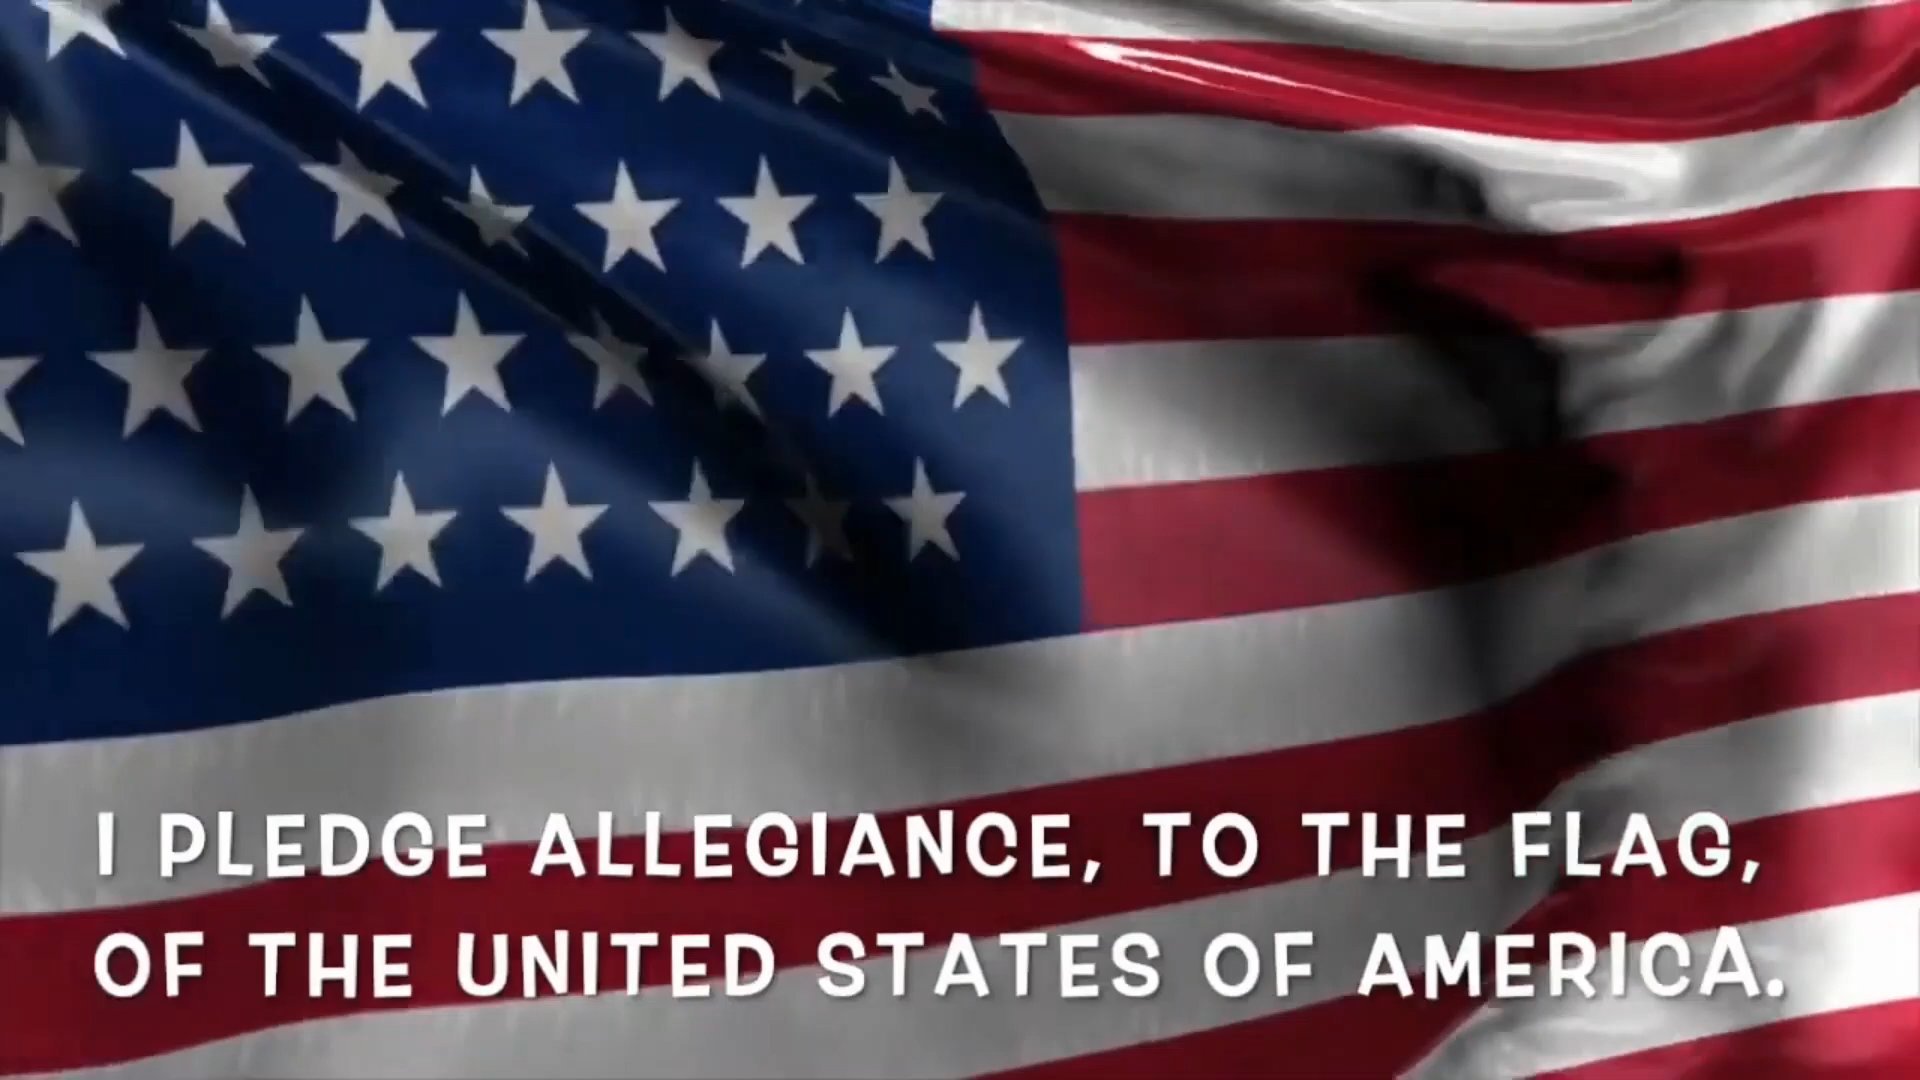 I PLEDGE ALLEGIANCE, TO THE FLAG,
OF THE UNITED STATES OF AMERICA.